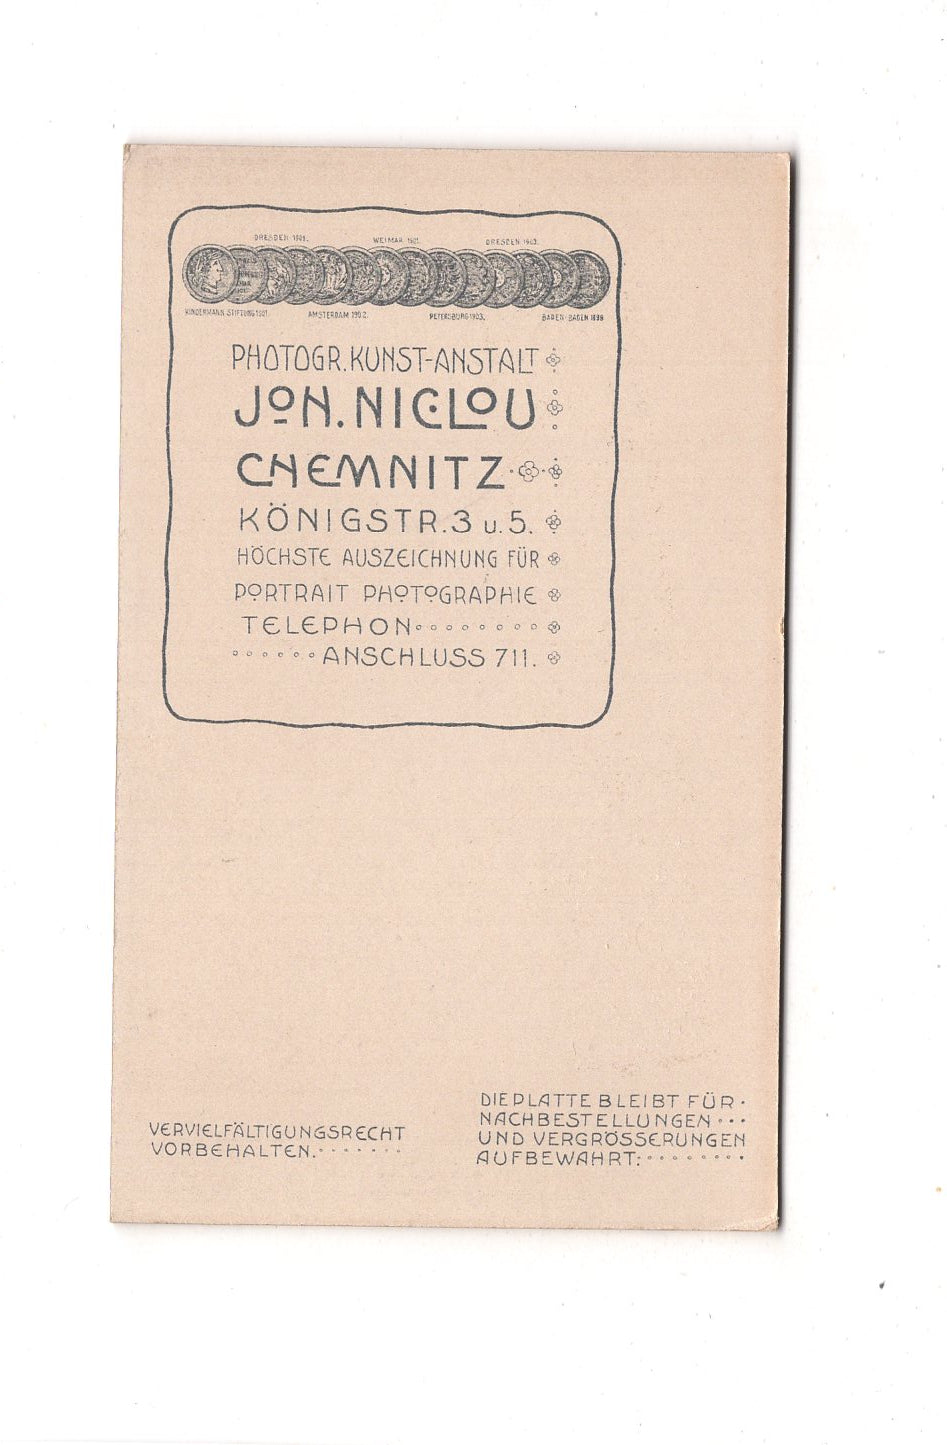 DRESDEN 1901. WEIMAR 1901. DRESDEN 1903.
KINDERMANN STIFTUNG 1901. AMSTERDAM 1902. PETERSBURG 1903. BADEN-BADEN 1898
PHOTOGR. KUNST-ANSTALT
JOH. NICLOU
CHEMNITZ
KÖNIGSTR. 3 u. 5.
HÖCHSTE AUSZEICHNUNG FÜR
PORTRAIT PHOTOGRAPHIE
TELEPHON
ANSCHLUSS 711.
VERVIELFÄLTIGUNGSRECHT
VORBEHALTEN.
DIE PLATTE BLEIBT FÜR
NACHBESTELLUNGEN
UND VERGRÖSSERUNGEN
AUFBEWAHRT.